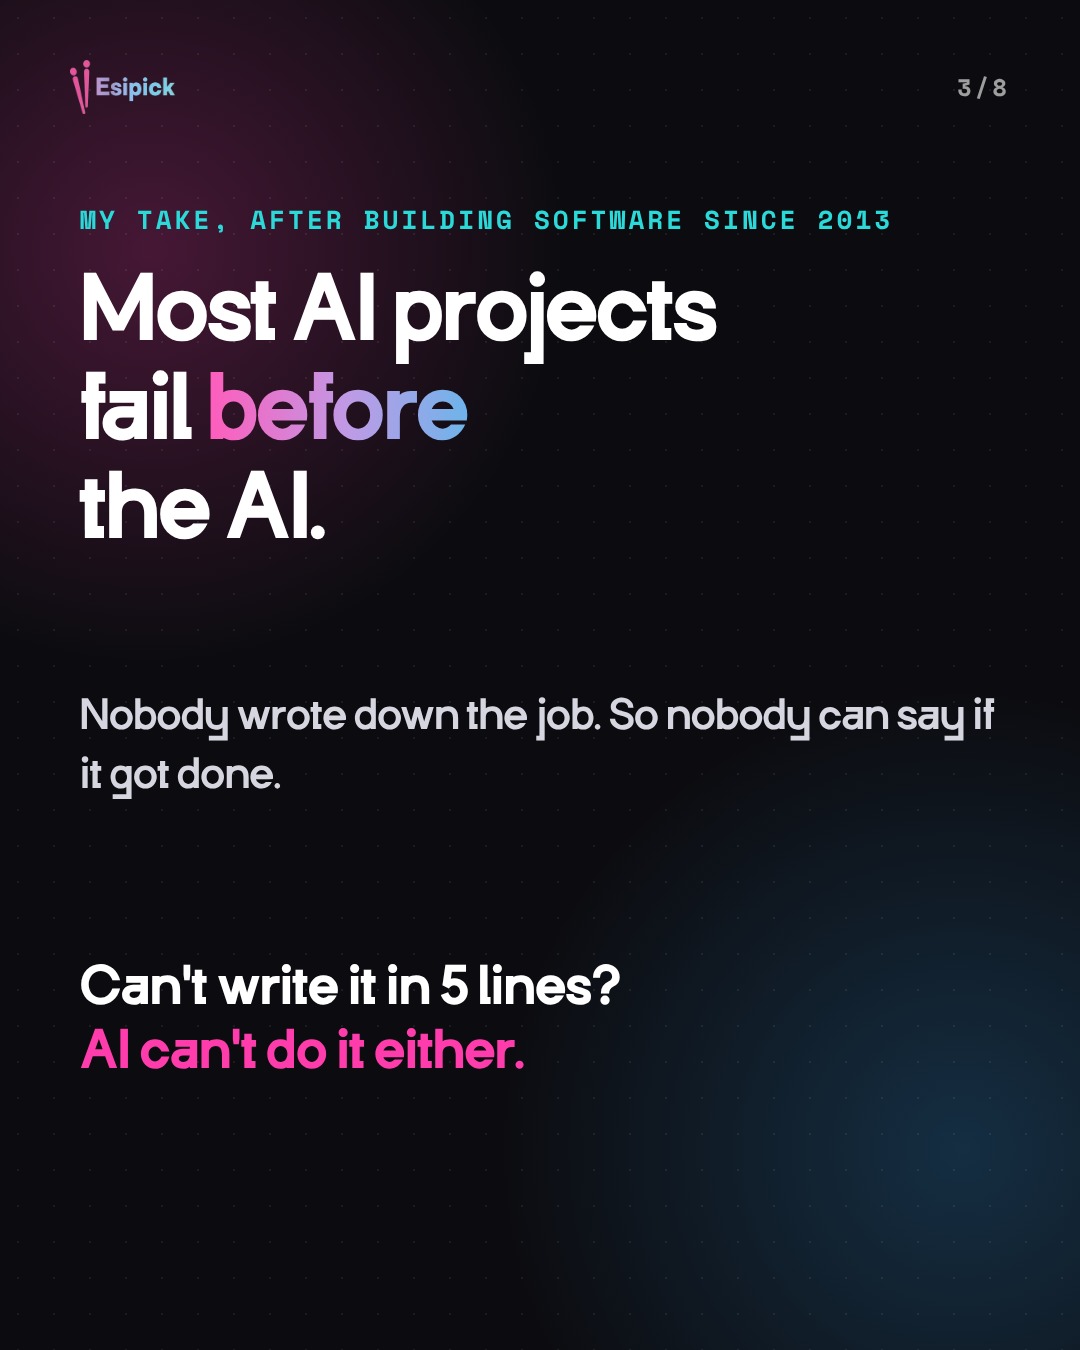 Esipick
3 / 8
MY TAKE, AFTER BUILDING SOFTWARE SINCE 2013
Most AI projects
fail before
the AI.
Nobody wrote down the job. So nobody can say if
it got done.
Can't write it in 5 lines?
AI can't do it either.